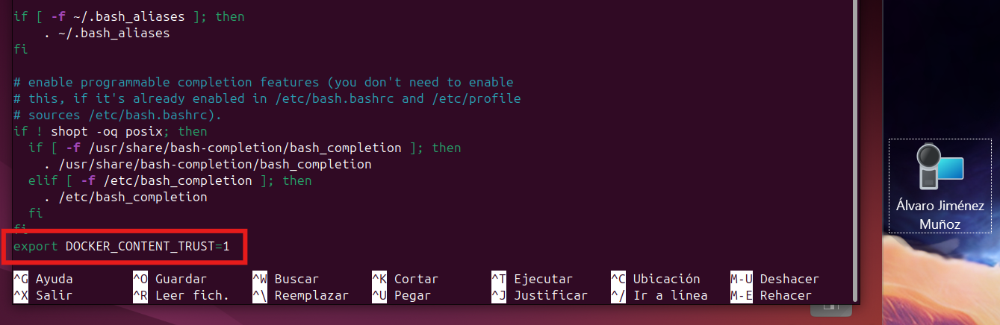 if [ -f ~/.bash_aliases ]; then
    . ~/.bash_aliases
fi
# enable programmable completion features (you don't need to enable
# this, if it's already enabled in /etc/bash.bashrc and /etc/profile
# sources /etc/bash.bashrc).
if ! shopt -oq posix; then
  if [ -f /usr/share/bash-completion/bash_completion ]; then
    . /usr/share/bash-completion/bash_completion
  elif [ -f /etc/bash_completion ]; then
    . /etc/bash_completion
  fi
fi
export DOCKER_CONTENT_TRUST=1
^G Ayuda ^O Guardar ^W Buscar ^K Cortar ^T Ejecutar ^C Ubicación M-U Deshacer
^X Salir ^R Leer fich. ^\ Reemplazar ^U Pegar ^J Justificar ^/ Ir a línea M-E Rehacer
Álvaro Jiménez
Muñoz